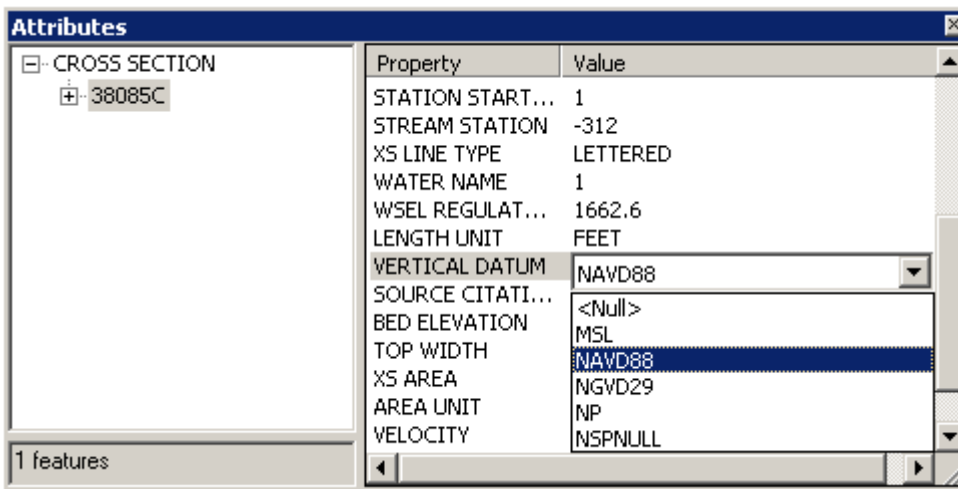 Attributes
CROSS SECTION
38085C
1 features
Property Value
STATION START... 1
STREAM STATION -312
XS LINE TYPE LETTERED
WATER NAME 1
WSEL REGULAT... 1662.6
LENGTH UNIT FEET
VERTICAL DATUM NAVD88
SOURCE CITATI... <Null>
BED ELEVATION MSL
TOP WIDTH NAVD88
XS AREA NGVD29
AREA UNIT NP
VELOCITY NSPNULL